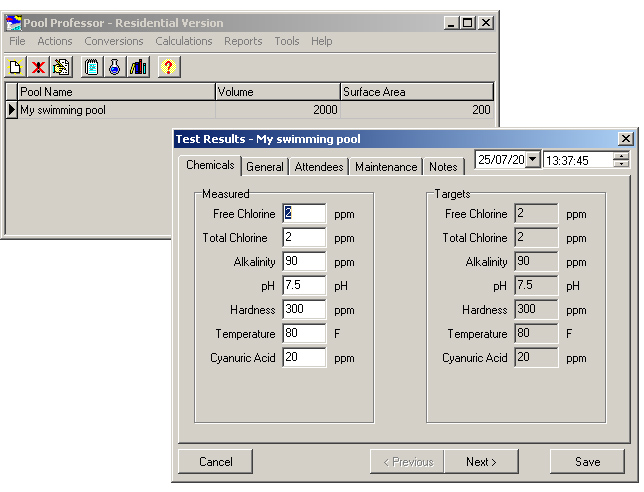 Pool Professor - Residential Version
File Actions Conversions Calculations Reports Tools Help
Pool Name Volume Surface Area
My swimming pool 2000 200
Test Results - My swimming pool
Chemicals General Attendees Maintenance Notes 25/07/20 13:37:45
Measured Targets
Free Chlorine 2 ppm Free Chlorine 2 ppm
Total Chlorine 2 ppm Total Chlorine 2 ppm
Alkalinity 90 ppm Alkalinity 90 ppm
pH 7.5 pH pH 7.5 pH
Hardness 300 ppm Hardness 300 ppm
Temperature 80 F Temperature 80 F
Cyanuric Acid 20 ppm Cyanuric Acid 20 ppm
Cancel < Previous Next > Save